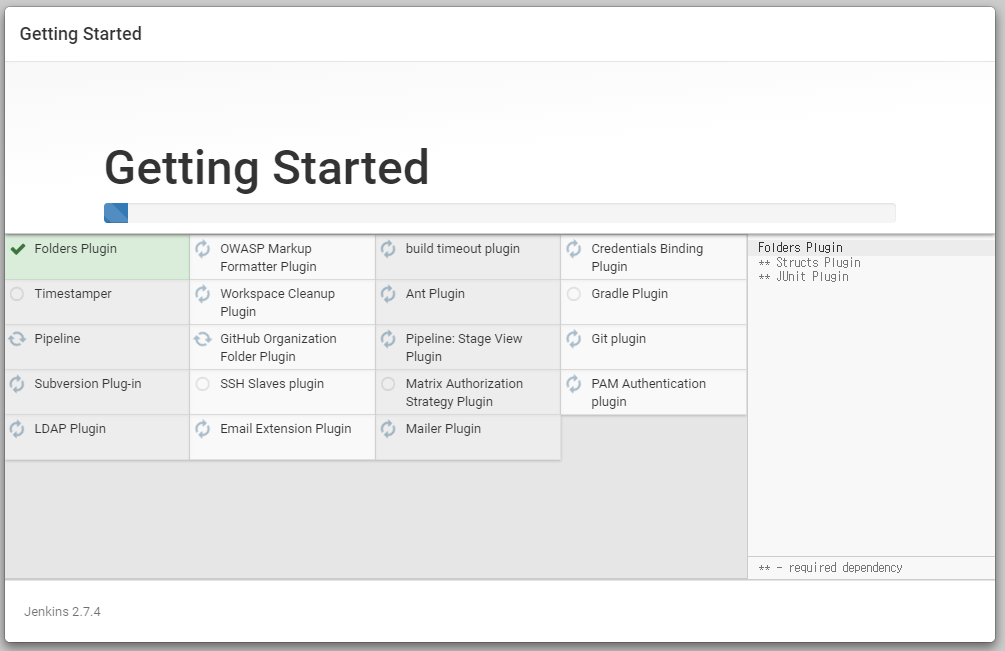 Getting Started
Getting Started
Folders Plugin
OWASP Markup
Formatter Plugin
build timeout plugin
Credentials Binding
Plugin
Timestamper
Workspace Cleanup
Plugin
Ant Plugin
Gradle Plugin
Pipeline
GitHub Organization
Folder Plugin
Pipeline: Stage View
Plugin
Git plugin
Subversion Plug-in
SSH Slaves plugin
Matrix Authorization
Strategy Plugin
PAM Authentication
plugin
LDAP Plugin
Email Extension Plugin
Mailer Plugin
Folders Plugin
** Structs Plugin
** JUnit Plugin
** - required dependency
Jenkins 2.7.4